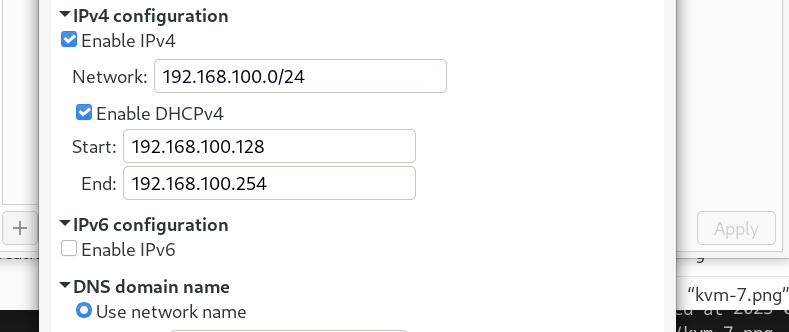 IPv4 configuration
Enable IPv4
Network: 192.168.100.0/24
Enable DHCPv4
Start: 192.168.100.128
End: 192.168.100.254
IPv6 configuration
+ Apply
Enable IPv6
DNS domain name
"kvm-7.png"
Use network name